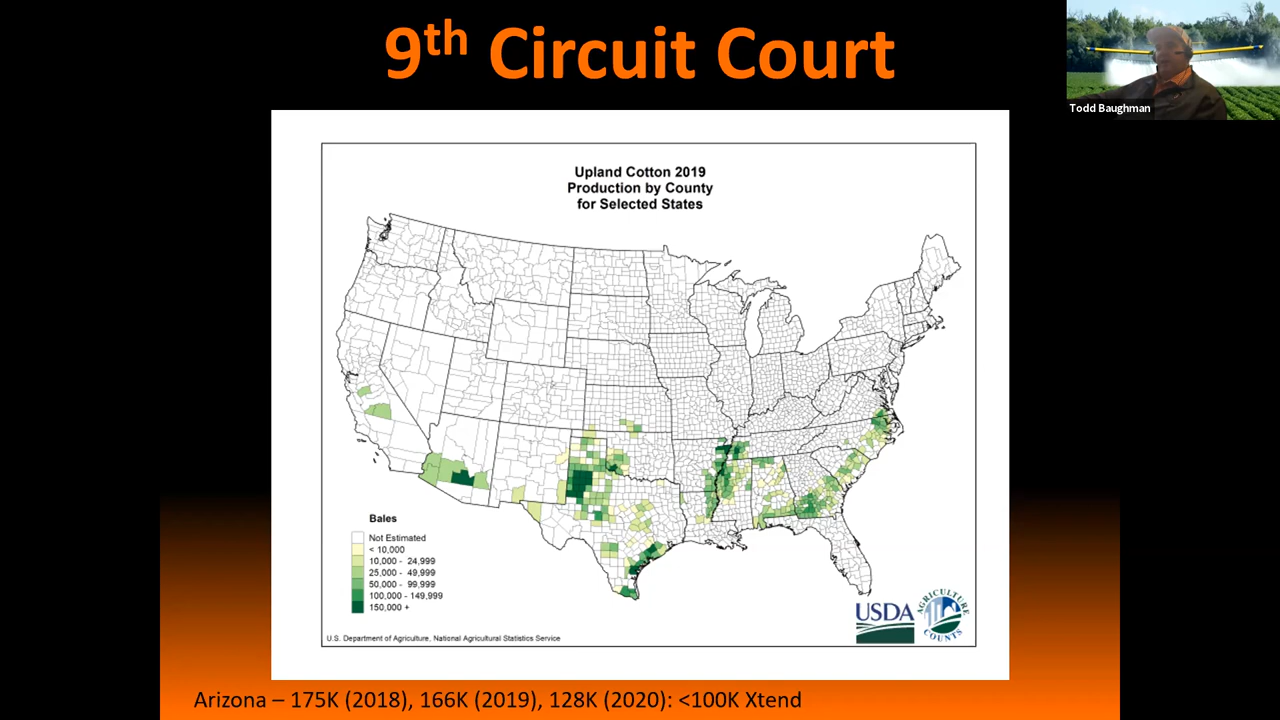 9th Circuit Court
Todd Baughman
Upland Cotton 2019
Production by County
for Selected States
Bales
Not Estimated
< 10,000
10,000 - 24,999
25,000 - 49,999
50,000 - 99,999
100,000 - 149,999
150,000 +
USDA
AGRICULTURE
COUNTS
U.S. Department of Agriculture, National Agricultural Statistics Service
Arizona – 175K (2018), 166K (2019), 128K (2020): <100K Xtend